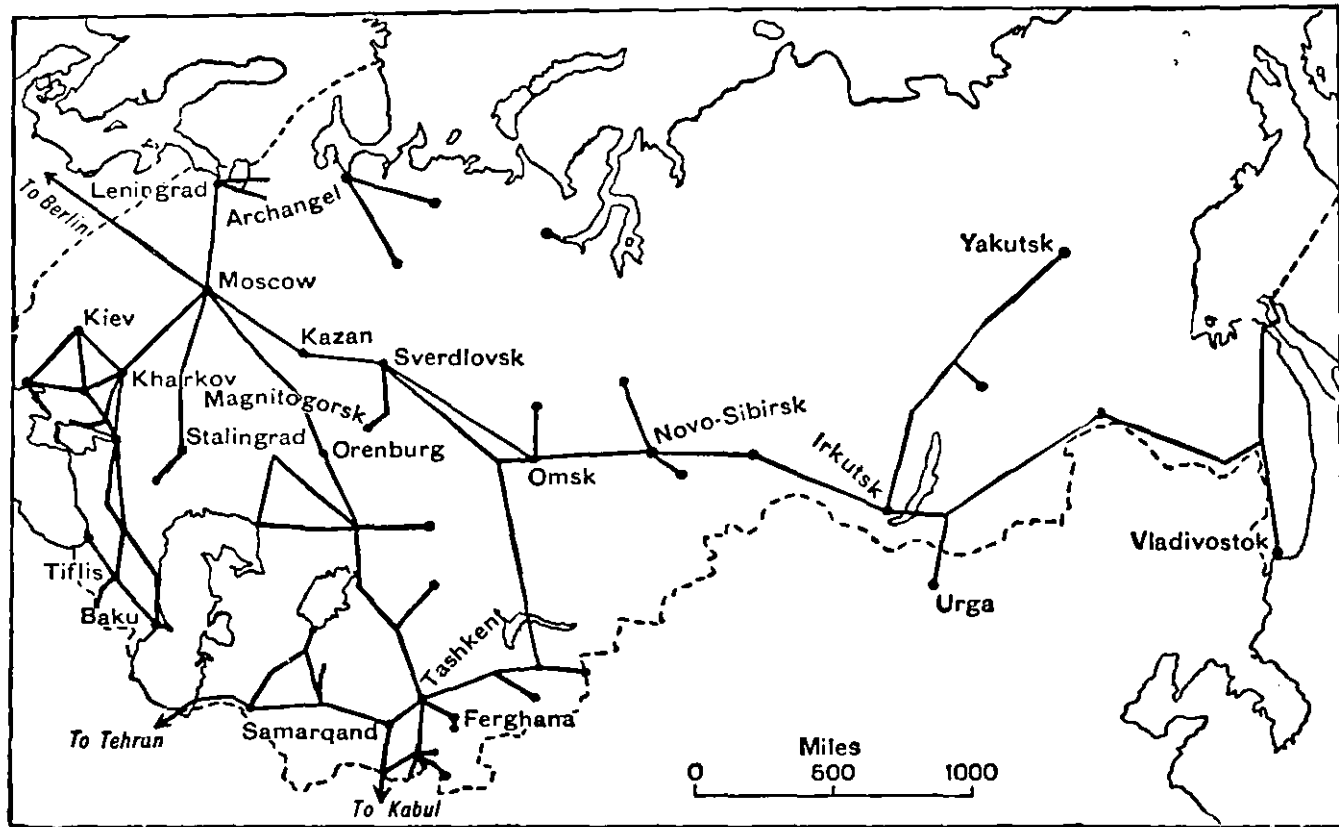 Leningrad
To Berlin
Archangel
Yakutsk
Moscow
Kiev
Kazan
Sverdlovsk
Kharkov
Magnitogorsk
Stalingrad
Orenburg
Novo-Sibirsk
Omsk
Irkutsk
Vladivostok
Tiflis
Baku
Urga
Tashkent
Samarqand
Ferghana
To Tehran
To Kabul
Miles
0 500 1000